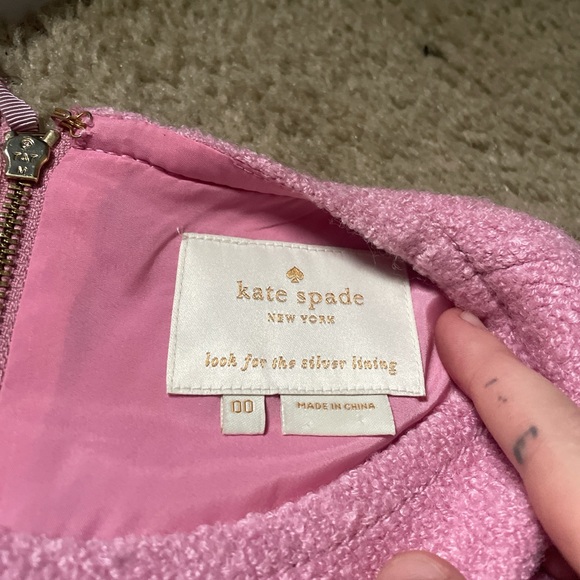 kate spade
NEW YORK
look for the silver lining
00
MADE IN CHINA